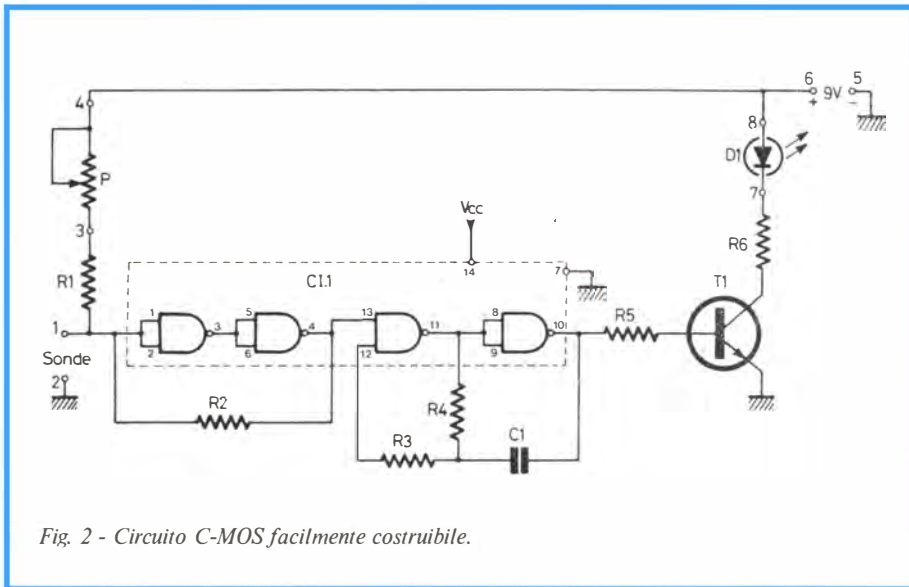 4
P
3
R1
1
Sonde
2
R2
CI.1
1
2
3
5
6
4
13
12
11
8
9
10
Vcc
14
7
R3
R4
C1
R5
T1
R6
7
D1
8
6
+
9V
5
-
Fig. 2 - Circuito C-MOS facilmente costruibile.